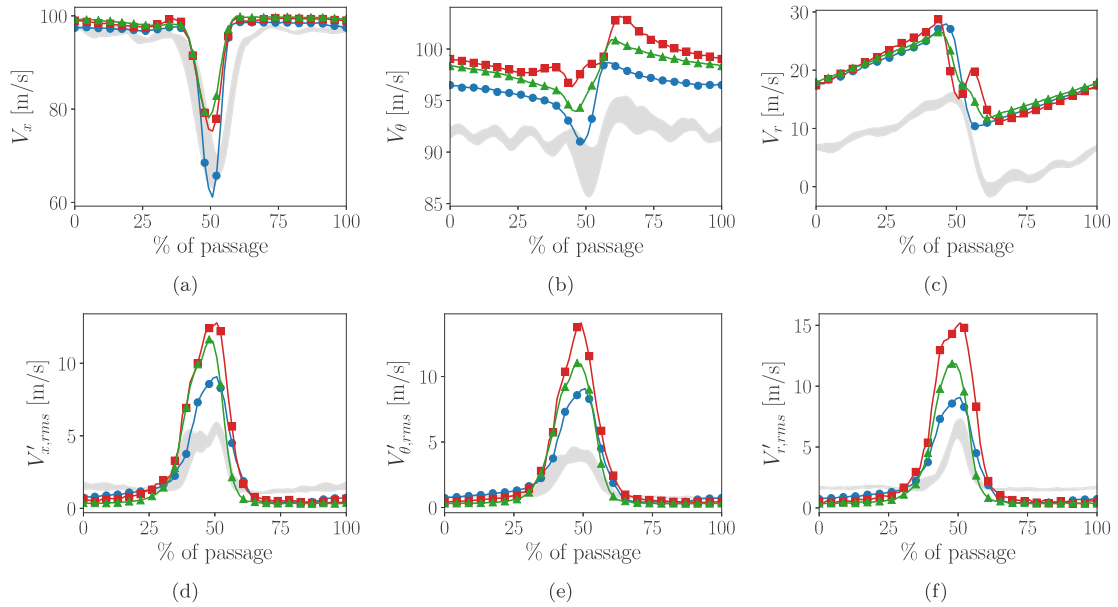 100
80
60
V_x [m/s]
0 25 50 75 100
% of passage
(a)
100
95
90
85
V_θ [m/s]
0 25 50 75 100
% of passage
(b)
30
20
10
0
V_r [m/s]
0 25 50 75 100
% of passage
(c)
10
5
0
V′_{x,rms} [m/s]
0 25 50 75 100
% of passage
(d)
10
5
0
V′_{θ,rms} [m/s]
0 25 50 75 100
% of passage
(e)
15
10
5
0
V′_{r,rms} [m/s]
0 25 50 75 100
% of passage
(f)